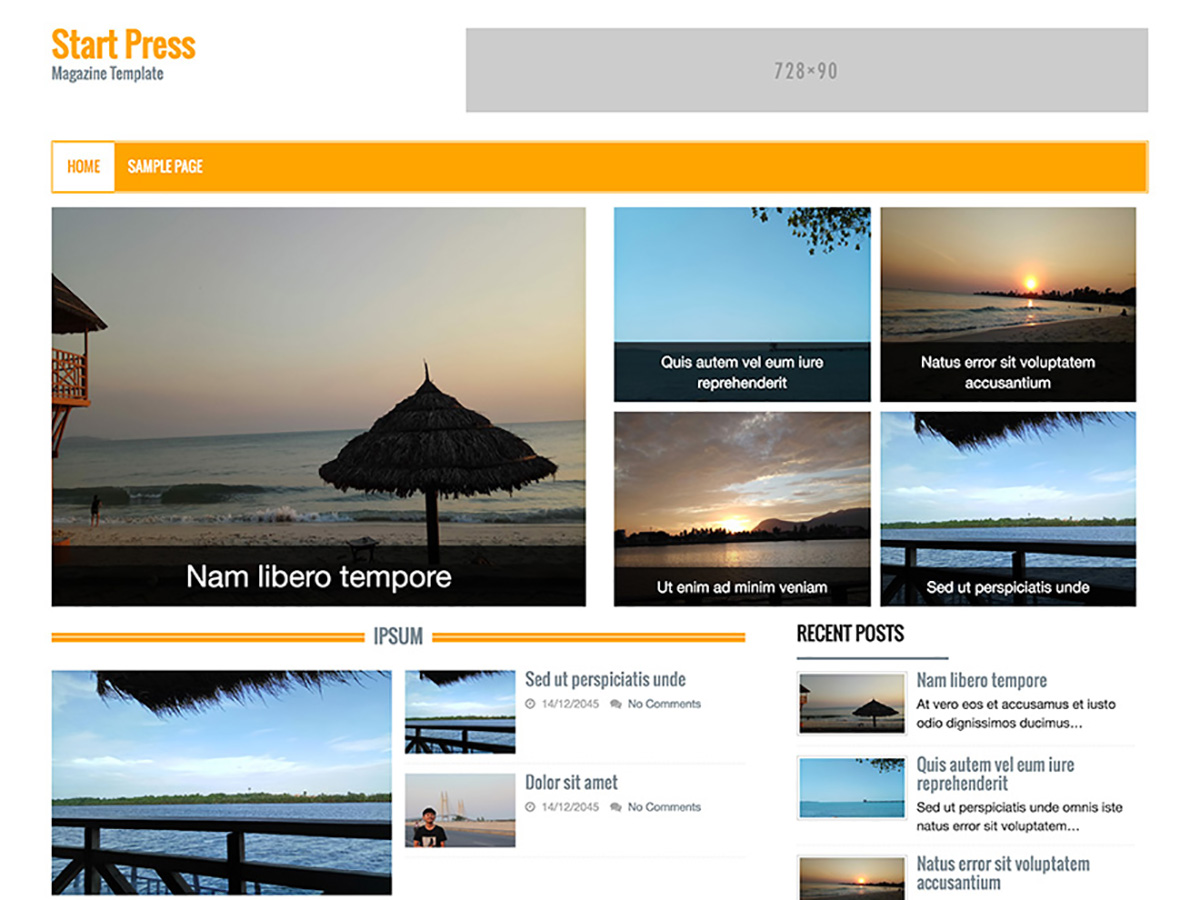 Start Press
Magazine Template
728×90
HOME
SAMPLE PAGE
Nam libero tempore
Quis autem vel eum iure
reprehenderit
Natus error sit voluptatem
accusantium
Ut enim ad minim veniam
Sed ut perspiciatis unde
IPSUM
Sed ut perspiciatis unde
14/12/2045 No Comments
Dolor sit amet
14/12/2045 No Comments
RECENT POSTS
Nam libero tempore
At vero eos et accusamus et iusto
odio dignissimos ducimus...
Quis autem vel eum iure
reprehenderit
Sed ut perspiciatis unde omnis iste
natus error sit voluptatem...
Natus error sit voluptatem
accusantium